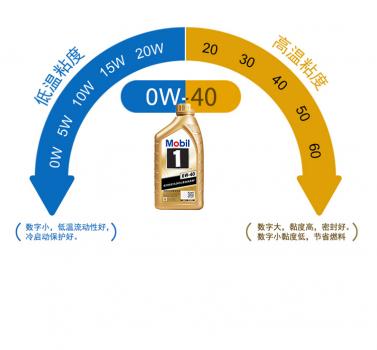 低温粘度
高温粘度
0W
5W
10W
15W
20W
20
30
40
50
60
0W-40
Mobil
1
0W-40
数字小，低温流动性好，
冷启动保护好。
数字大，黏度高，密封好。
数字小黏度低，节省燃料